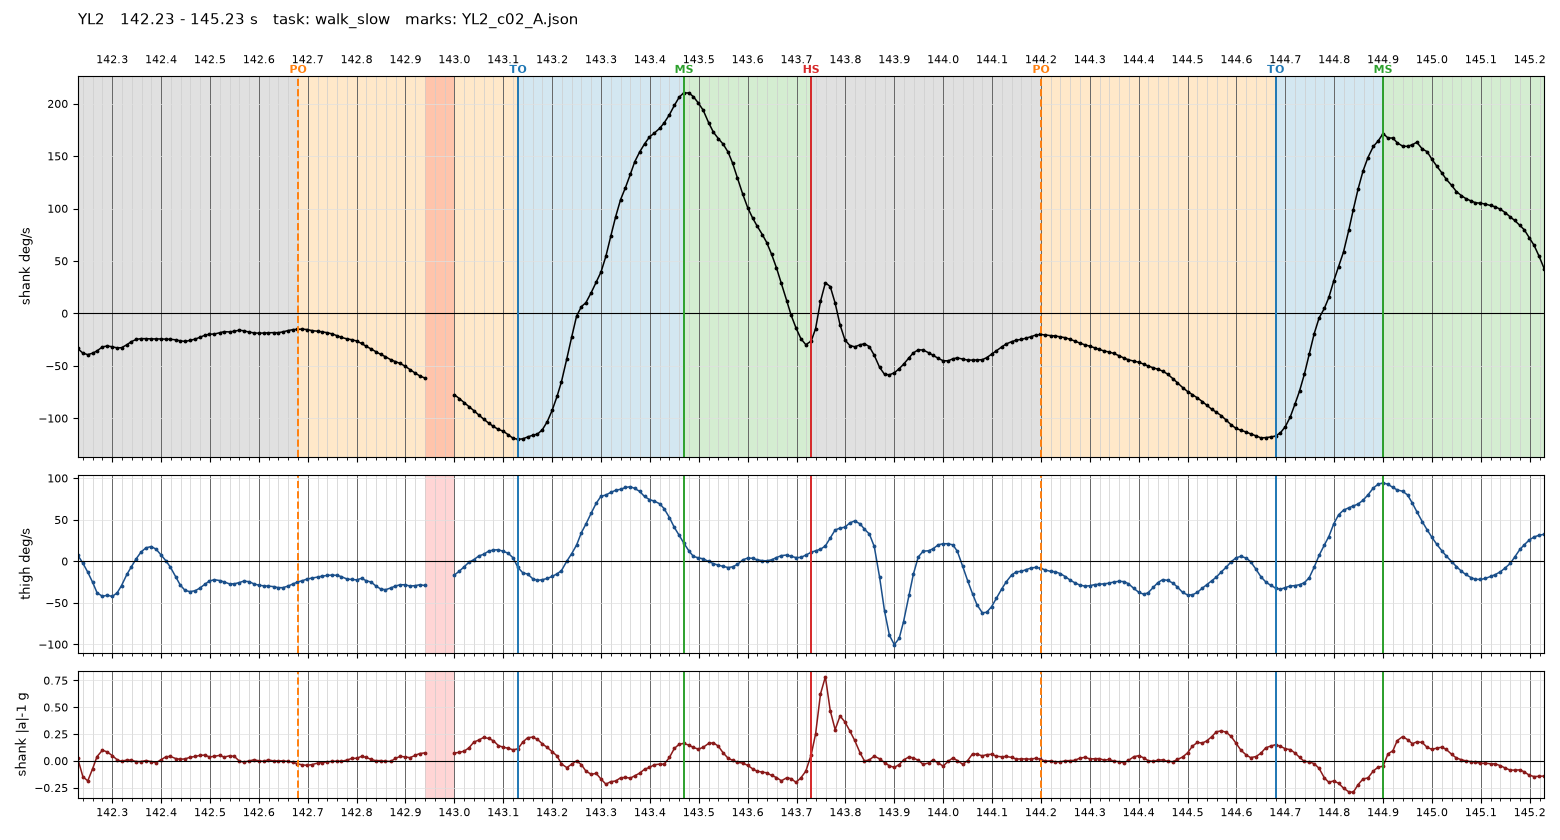 YL2   142.23 - 145.23 s   task: walk_slow   marks: YL2_c02_A.json
142.3 142.4 142.5 142.6 142.7 142.8 142.9 143.0 143.1 143.2 143.3 143.4 143.5 143.6 143.7 143.8 143.9 144.0 144.1 144.2 144.3 144.4 144.5 144.6 144.7 144.8 144.9 145.0 145.1 145.2
PO TO MS HS PO TO MS
shank deg/s
200
150
100
50
0
−50
−100
thigh deg/s
100
50
0
−50
−100
shank |a|-1 g
0.75
0.50
0.25
0.00
−0.25
142.3 142.4 142.5 142.6 142.7 142.8 142.9 143.0 143.1 143.2 143.3 143.4 143.5 143.6 143.7 143.8 143.9 144.0 144.1 144.2 144.3 144.4 144.5 144.6 144.7 144.8 144.9 145.0 145.1 145.2